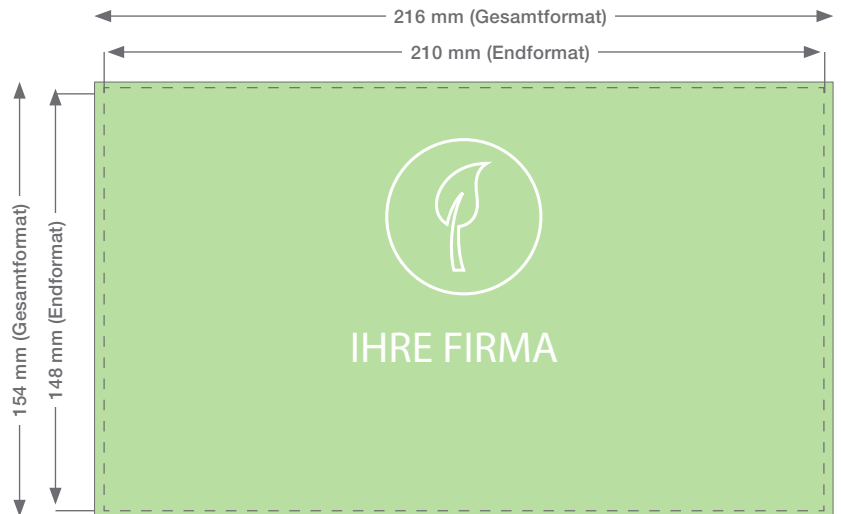 216 mm (Gesamtformat)
210 mm (Endformat)
154 mm (Gesamtformat)
148 mm (Endformat)
IHRE FIRMA